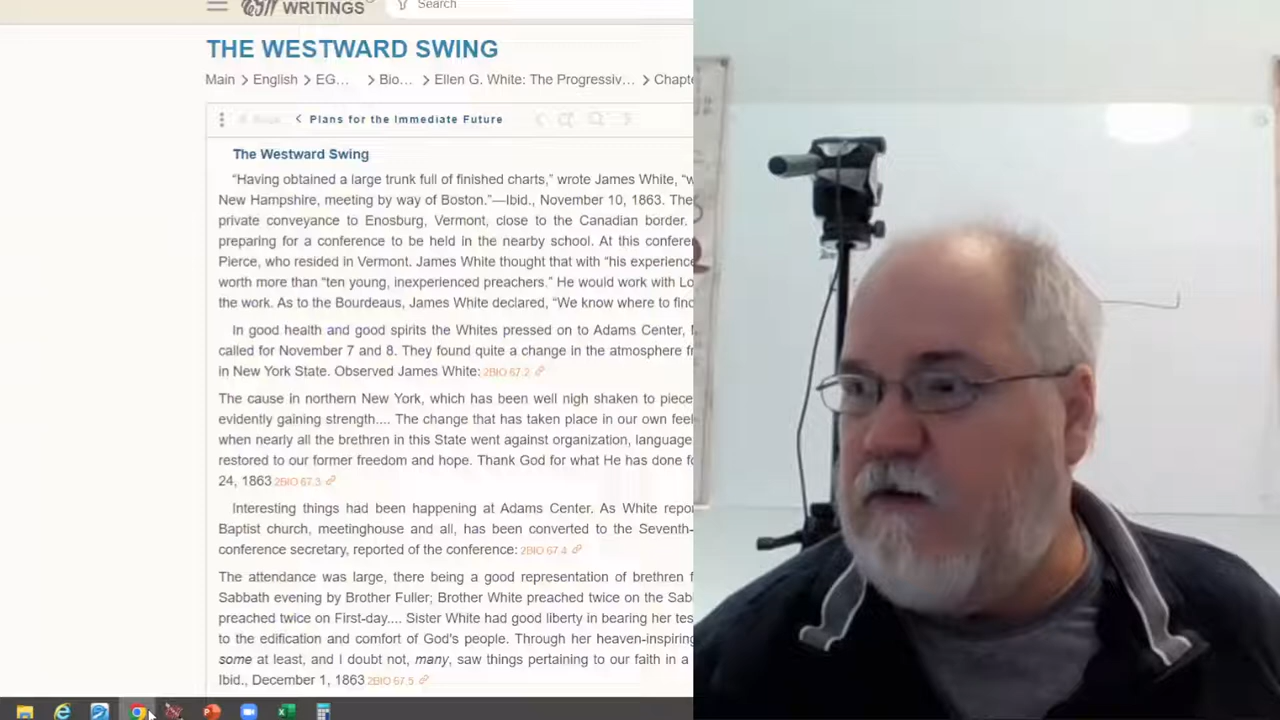 WRITINGS
Search
THE WESTWARD SWING
Main > English > EG... > Bio... > Ellen G. White: The Progressiv... > Chapte
Plans for the Immediate Future
The Westward Swing
“Having obtained a large trunk full of finished charts,” wrote James White, “w
New Hampshire, meeting by way of Boston.”—Ibid., November 10, 1863. The
private conveyance to Enosburg, Vermont, close to the Canadian border.
preparing for a conference to be held in the nearby school. At this conferen
Pierce, who resided in Vermont. James White thought that with “his experience
worth more than “ten young, inexperienced preachers.” He would work with Lo
the work. As to the Bourdeaus, James White declared, “We know where to find
In good health and good spirits the Whites pressed on to Adams Center, N
called for November 7 and 8. They found quite a change in the atmosphere fr
in New York State. Observed James White: 2BIO 67.2
The cause in northern New York, which has been well nigh shaken to piece
evidently gaining strength.... The change that has taken place in our own feel
when nearly all the brethren in this State went against organization, language
restored to our former freedom and hope. Thank God for what He has done fo
24, 1863 2BIO 67.3
Interesting things had been happening at Adams Center. As White repor
Baptist church, meetinghouse and all, has been converted to the Seventh-
conference secretary, reported of the conference: 2BIO 67.4
The attendance was large, there being a good representation of brethren f
Sabbath evening by Brother Fuller; Brother White preached twice on the Sab
preached twice on First-day.... Sister White had good liberty in bearing her tes
to the edification and comfort of God's people. Through her heaven-inspiring
some at least, and I doubt not, many, saw things pertaining to our faith in a
Ibid., December 1, 1863 2BIO 67.5